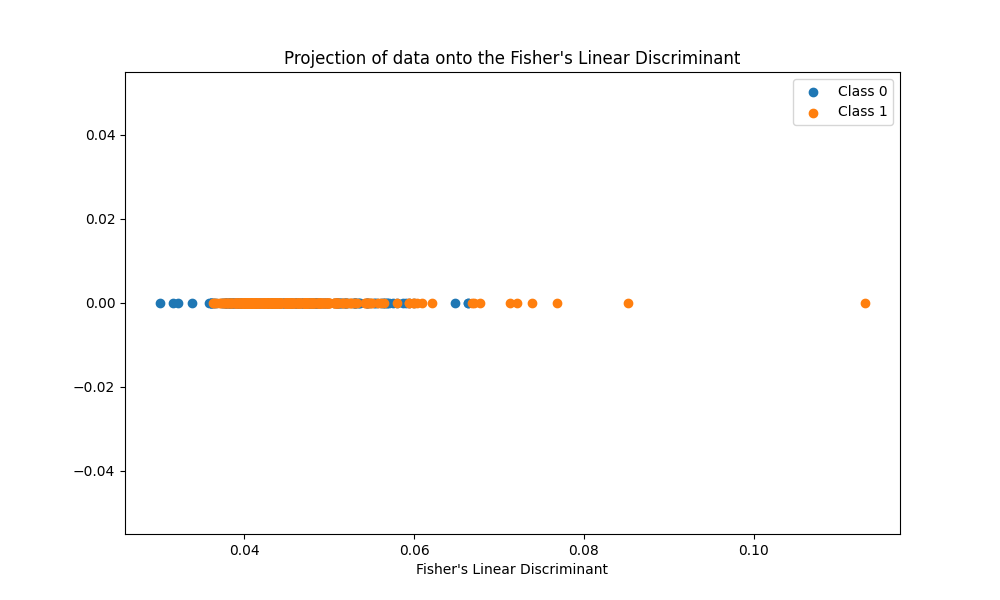 Projection of data onto the Fisher's Linear Discriminant
Class 0
Class 1
0.04
0.02
0.00
−0.02
−0.04
0.04
0.06
0.08
0.10
Fisher's Linear Discriminant